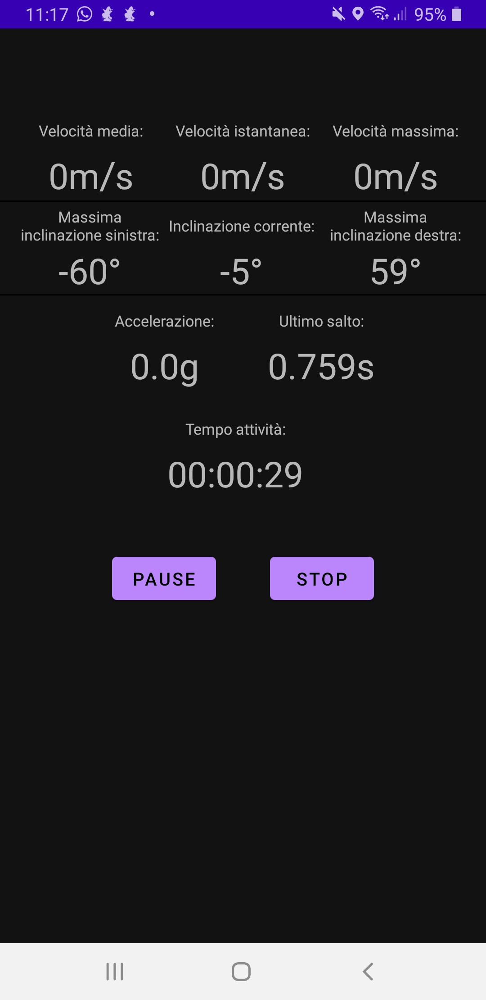 11:17 95%
Velocità media: Velocità istantanea: Velocità massima:
0m/s 0m/s 0m/s
Massima
inclinazione sinistra:
Inclinazione corrente:
Massima
inclinazione destra:
-60° -5° 59°
Accelerazione: Ultimo salto:
0.0g 0.759s
Tempo attività:
00:00:29
PAUSE STOP